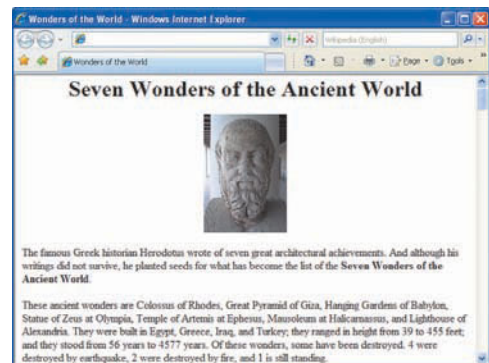 Wonders of the World - Windows Internet Explorer
Wikipedia (English)
Wonders of the World
Page
Tools
Seven Wonders of the Ancient World
The famous Greek historian Herodotus wrote of seven great architectural achievements. And although his
writings did not survive, he planted seeds for what has become the list of the Seven Wonders of the
Ancient World.
These ancient wonders are Colossus of Rhodes, Great Pyramid of Giza, Hanging Gardens of Babylon,
Statue of Zeus at Olympia, Temple of Artemis at Ephesus, Mausoleum at Halicarnassus, and Lighthouse of
Alexandria. They were built in Egypt, Greece, Iraq, and Turkey; they ranged in height from 39 to 455 feet;
and they stood from 56 years to 4577 years. Of these wonders, some have been destroyed. 4 were
destroyed by earthquake, 2 were destroyed by fire, and 1 is still standing.